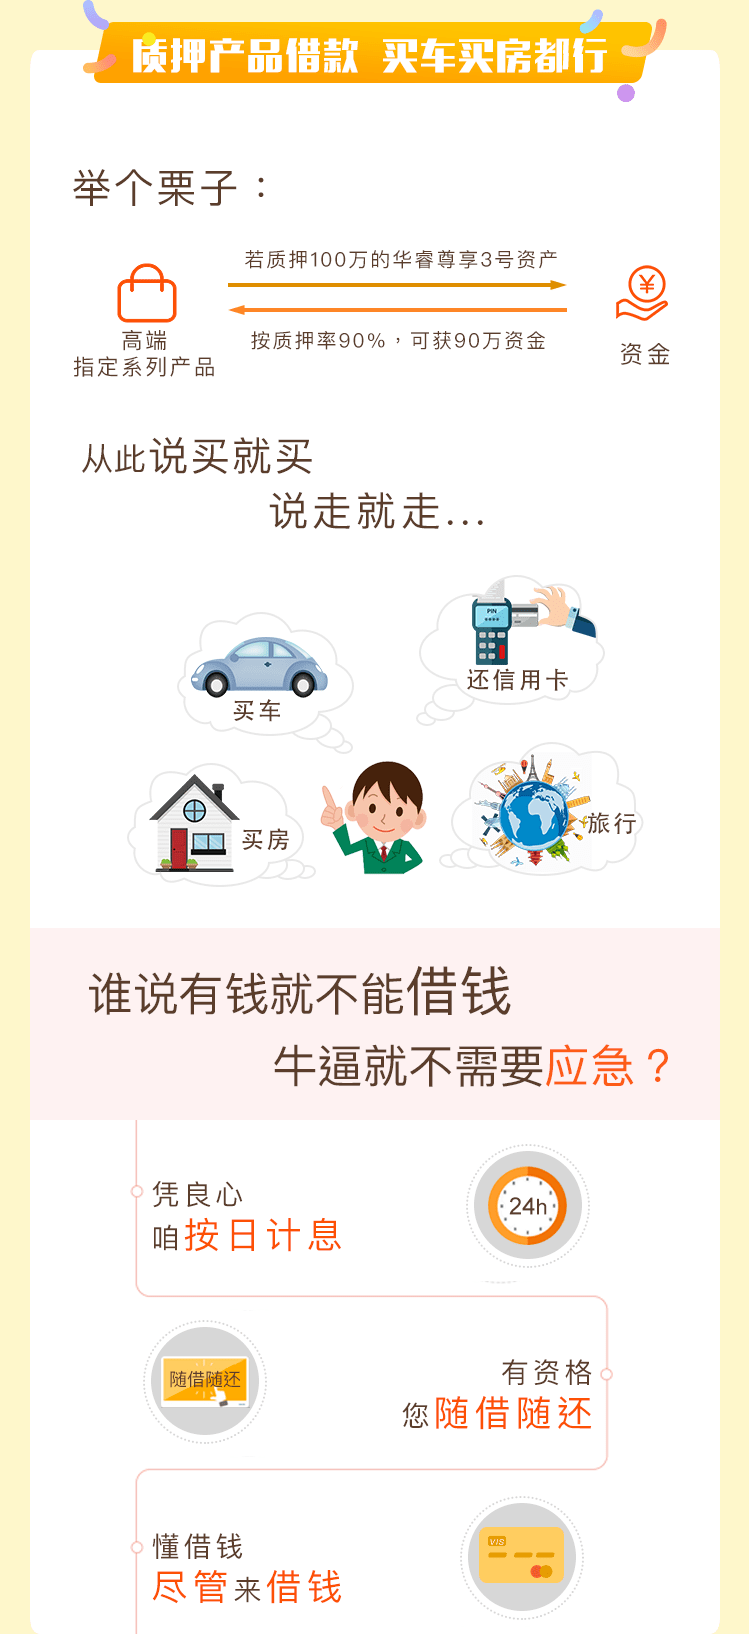 质押产品借款 买车买房都行
举个栗子：
若质押100万的华睿尊享3号资产
按质押率90%，可获90万资金
高端
指定系列产品
资金
从此说买就买
说走就走...
PIN
****
还信用卡
买车
买房
旅行
谁说有钱就不能借钱
牛逼就不需要应急？
凭良心
咱按日计息
24h
随借随还
有资格
您随借随还
懂借钱
尽管来借钱
VIS